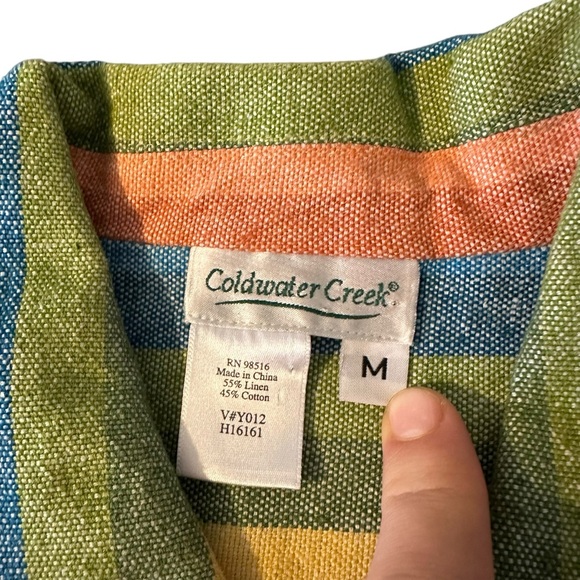 Coldwater Creek®
RN 98516
Made in China
55% Linen
45% Cotton
V#Y012
H16161
M